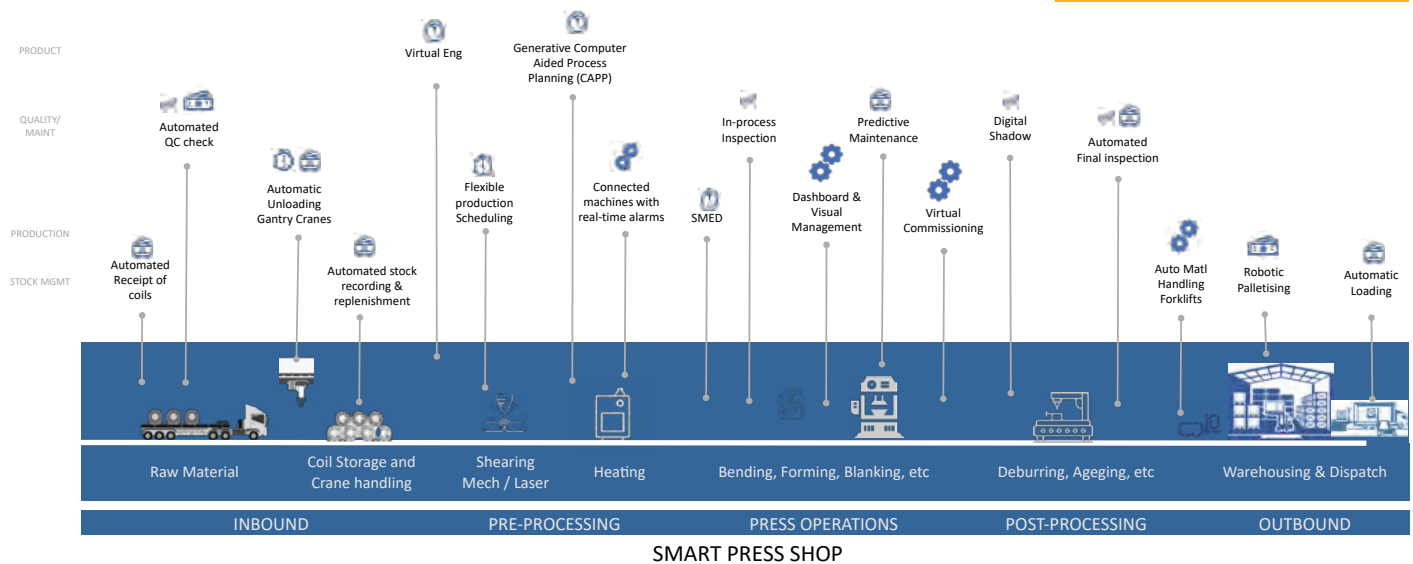 PRODUCT
QUALITY/
MAINT
PRODUCTION
STOCK MGMT
Automated
Receipt of
coils
Automated
QC check
Automatic
Unloading
Gantry Cranes
Automated stock
recording &
replenishment
Virtual Eng
Flexible
production
Scheduling
Generative Computer
Aided Process
Planning (CAPP)
Connected
machines with
real-time alarms
SMED
In-process
Inspection
Dashboard &
Visual
Management
Predictive
Maintenance
Virtual
Commissioning
Digital
Shadow
Automated
Final inspection
Auto Matl
Handling
Forklifts
Robotic
Palletising
Automatic
Loading
Raw Material
Coil Storage and
Crane handling
Shearing
Mech / Laser
Heating
Bending, Forming, Blanking, etc
Deburring, Ageging, etc
Warehousing & Dispatch
INBOUND
PRE-PROCESSING
PRESS OPERATIONS
POST-PROCESSING
OUTBOUND
SMART PRESS SHOP